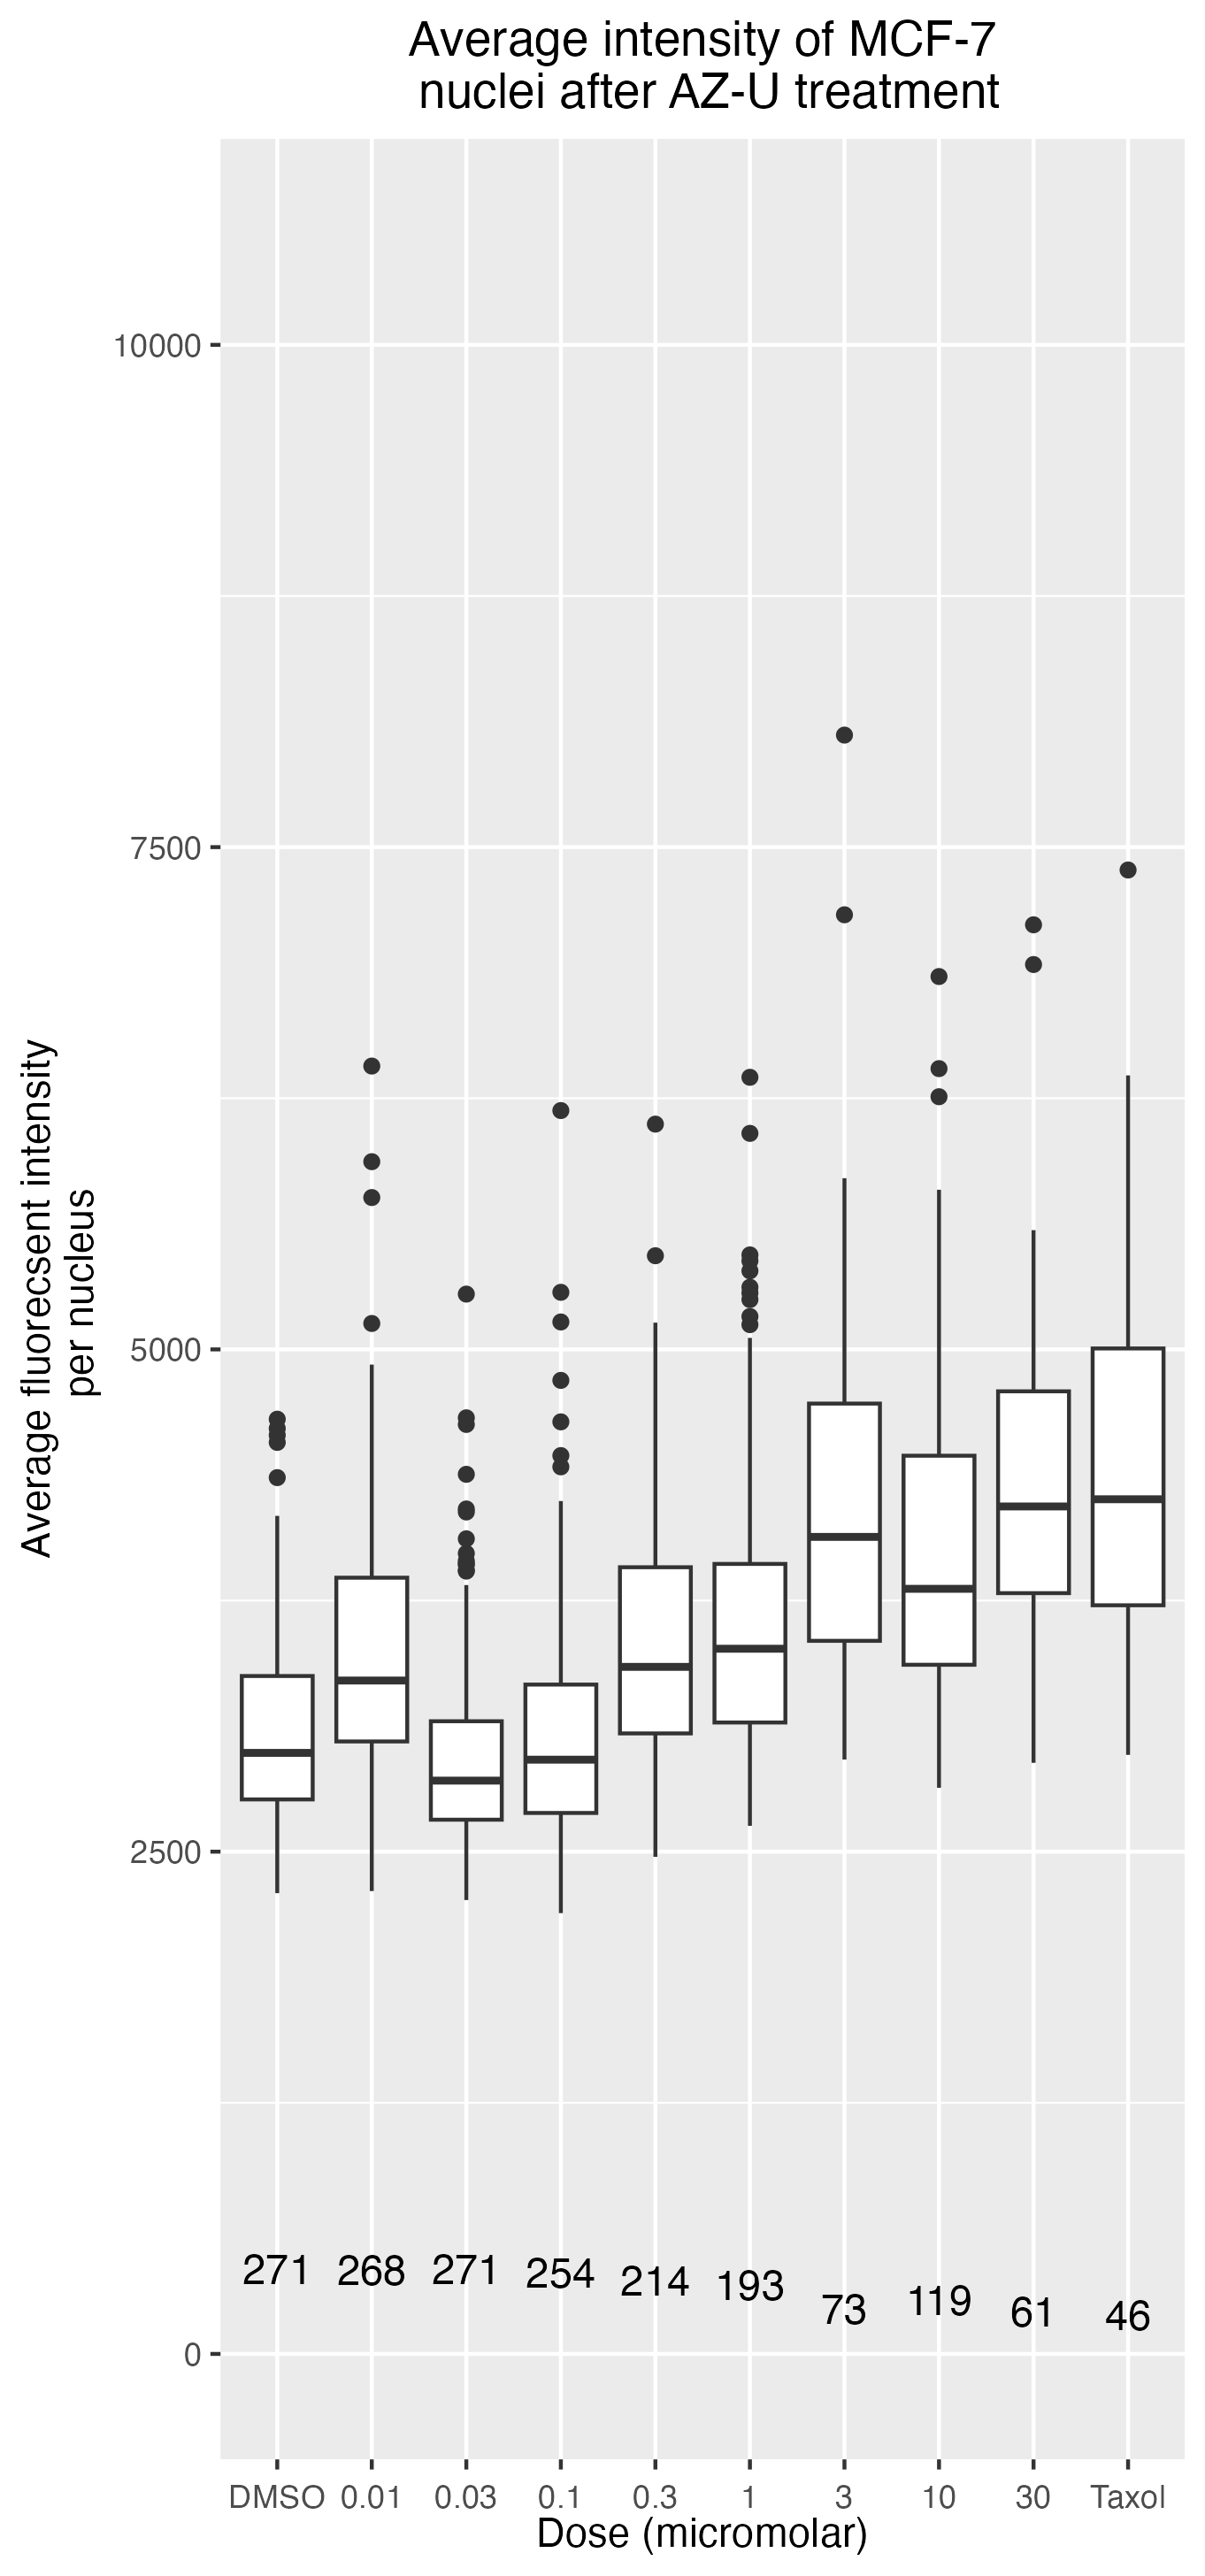 Average intensity of MCF-7
nuclei after AZ-U treatment
Average fluorecsent intensity
per nucleus
10000
7500
5000
2500
0
271 268 271 254 214 193 73 119 61 46
DMSO 0.01 0.03 0.1 0.3 1 3 10 30 Taxol
Dose (micromolar)